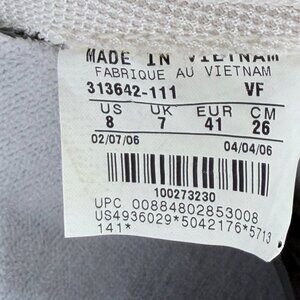 MADE IN VIETNAM
FABRIQUE AU VIETNAM
313642-111 VF
US UK EUR CM
8 7 41 26
02/07/06 04/04/06
100273230
UPC 00884802853008
US4936029*5042176*5713
141*